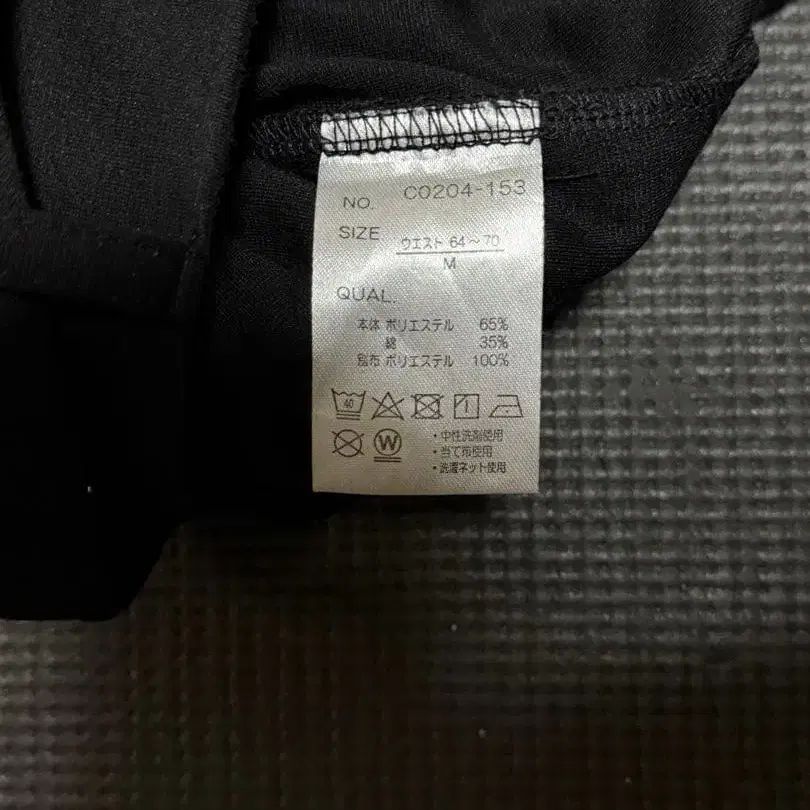 NO. C0204-153
SIZE ウエスト 64〜70
M
QUAL.
本体 ポリエステル 65%
綿 35%
別布 ポリエステル 100%
40
W
・中性洗剤使用
・当て布使用
・洗濯ネット使用